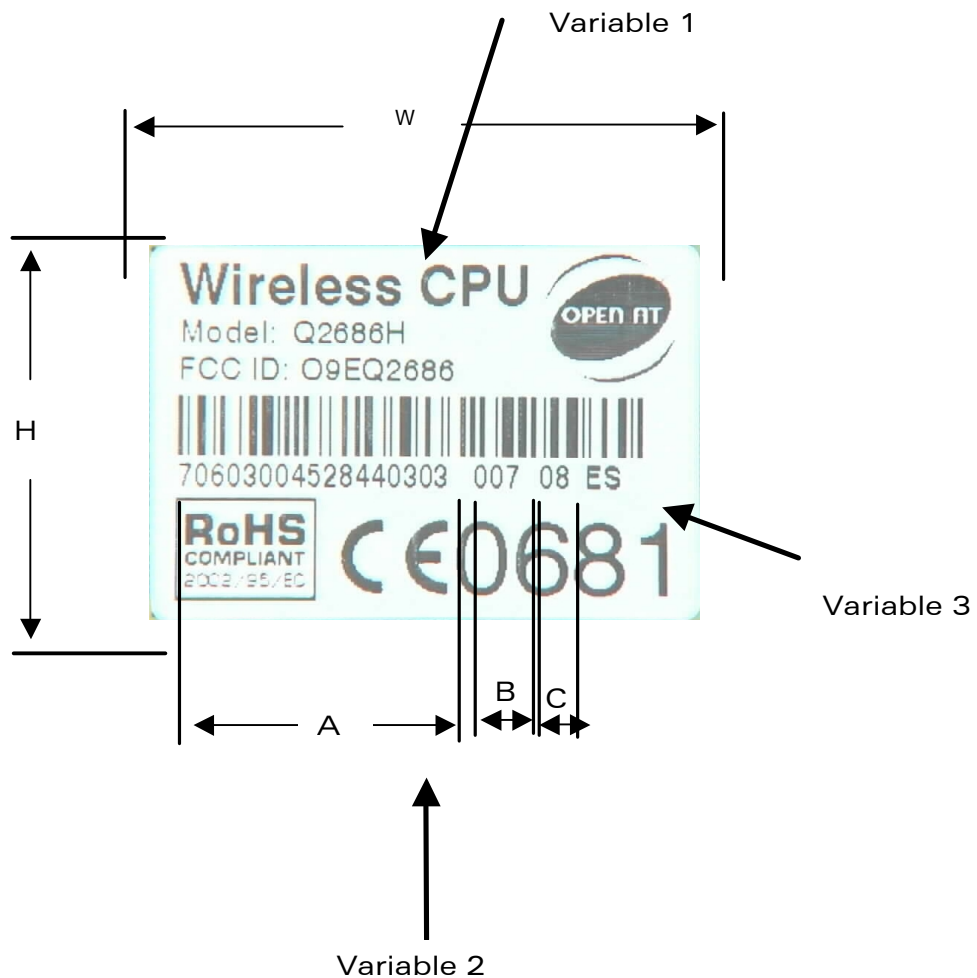 Variable 1
W
Wireless CPU
OPEN AT
Model: Q2686H
FCC ID: O9EQ2686
H
70603004528440303 007 08 ES
RoHS
COMPLIANT
2002/95/EC
CE0681
Variable 3
A
B
C
Variable 2